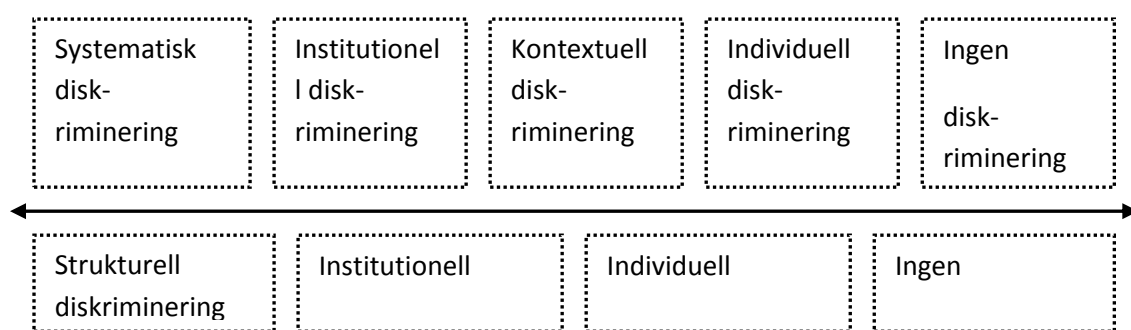 Systematisk
disk-
riminering
Institutionel
l disk-
riminering
Kontextuell
disk-
riminering
Individuell
disk-
riminering
Ingen
disk-
riminering
Strukturell
diskriminering
Institutionell
Individuell
Ingen